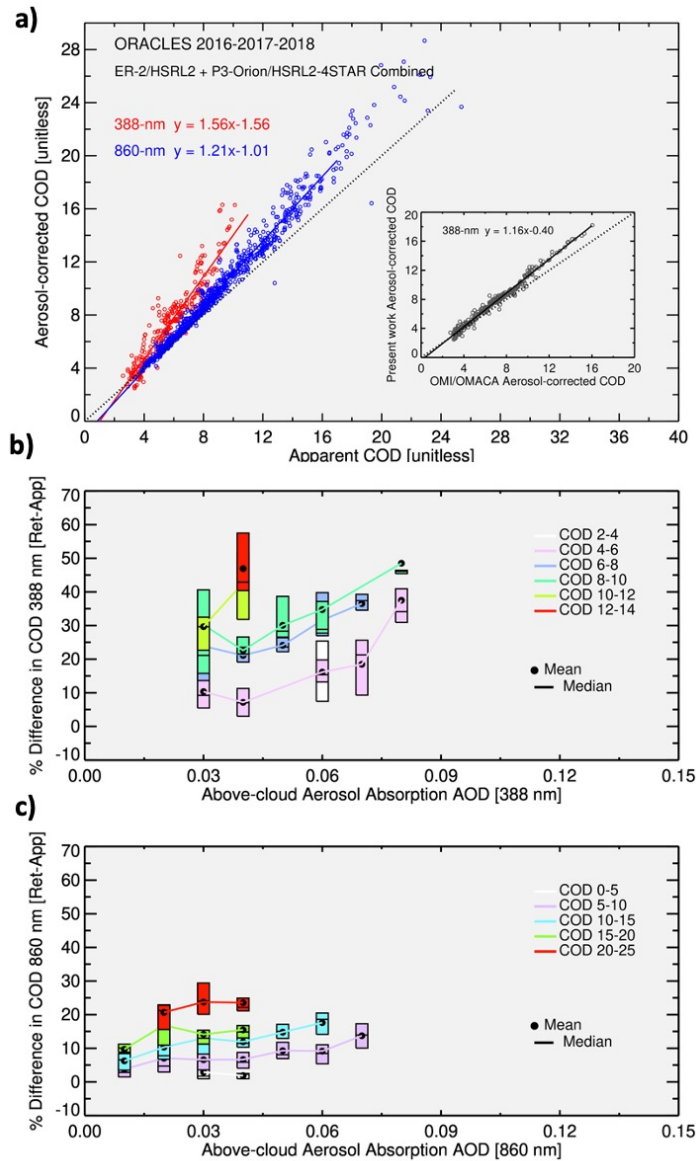 a)
ORACLES 2016-2017-2018
ER-2/HSRL2 + P3-Orion/HSRL2-4STAR Combined
388-nm y = 1.56x-1.56
860-nm y = 1.21x-1.01
Aerosol-corrected COD [unitless]
28
24
20
16
12
8
4
0
0 4 8 12 16 20 24 28 32 36 40
Apparent COD [unitless]
388-nm y = 1.16x-0.40
Present work Aerosol-corrected COD
20
16
12
8
4
0
0 4 8 12 16 20
OMI/OMACA Aerosol-corrected COD
b)
% Difference in COD 388 nm [Ret-App]
70
60
50
40
30
20
10
0
-10
COD 2-4
COD 4-6
COD 6-8
COD 8-10
COD 10-12
COD 12-14
Mean
Median
0.00 0.03 0.06 0.09 0.12 0.15
Above-cloud Aerosol Absorption AOD [388 nm]
c)
% Difference in COD 860 nm [Ret-App]
70
60
50
40
30
20
10
0
-10
COD 0-5
COD 5-10
COD 10-15
COD 15-20
COD 20-25
Mean
Median
0.00 0.03 0.06 0.09 0.12 0.15
Above-cloud Aerosol Absorption AOD [860 nm]